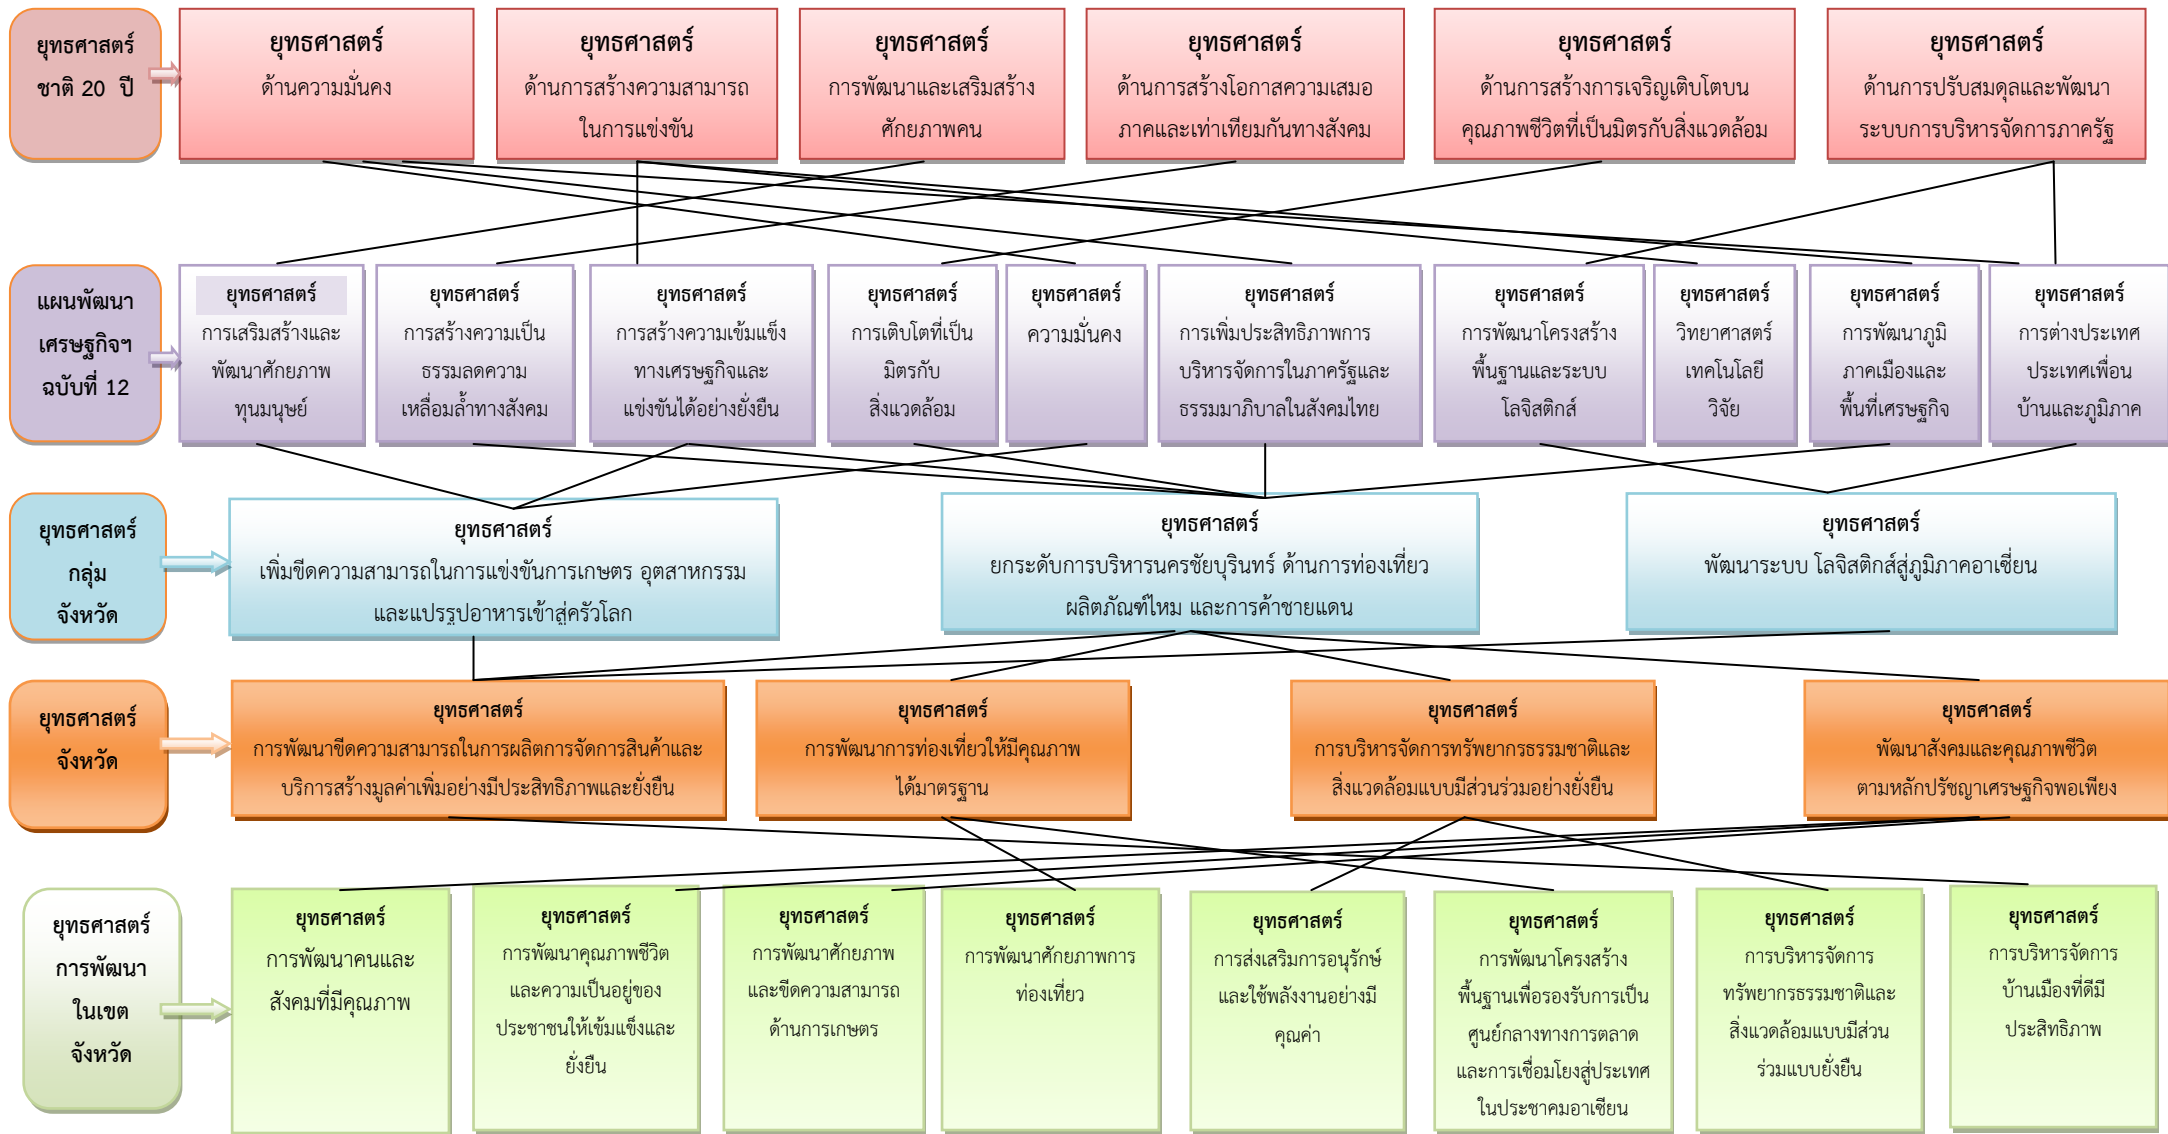 ยุทธศาสตร์
ชาติ 20 ปี
ยุทธศาสตร์
ด้านความมั่นคง
ยุทธศาสตร์
ด้านการสร้างความสามารถ
ในการแข่งขัน
ยุทธศาสตร์
การพัฒนาและเสริมสร้าง
ศักยภาพคน
ยุทธศาสตร์
ด้านการสร้างโอกาสความเสมอ
ภาคและเท่าเทียมกันทางสังคม
ยุทธศาสตร์
ด้านการสร้างการเจริญเติบโตบน
คุณภาพชีวิตที่เป็นมิตรกับสิ่งแวดล้อม
ยุทธศาสตร์
ด้านการปรับสมดุลและพัฒนา
ระบบการบริหารจัดการภาครัฐ
แผนพัฒนา
เศรษฐกิจฯ
ฉบับที่ 12
ยุทธศาสตร์
การเสริมสร้างและ
พัฒนาศักยภาพ
ทุนมนุษย์
ยุทธศาสตร์
การสร้างความเป็น
ธรรมลดความ
เหลื่อมล้ำทางสังคม
ยุทธศาสตร์
การสร้างความเข้มแข็ง
ทางเศรษฐกิจและ
แข่งขันได้อย่างยั่งยืน
ยุทธศาสตร์
การเติบโตที่เป็น
มิตรกับ
สิ่งแวดล้อม
ยุทธศาสตร์
ความมั่นคง
ยุทธศาสตร์
การเพิ่มประสิทธิภาพการ
บริหารจัดการในภาครัฐและ
ธรรมมาภิบาลในสังคมไทย
ยุทธศาสตร์
การพัฒนาโครงสร้าง
พื้นฐานและระบบ
โลจิสติกส์
ยุทธศาสตร์
วิทยาศาสตร์
เทคโนโลยี
วิจัย
ยุทธศาสตร์
การพัฒนาภูมิ
ภาคเมืองและ
พื้นที่เศรษฐกิจ
ยุทธศาสตร์
การต่างประเทศ
ประเทศเพื่อน
บ้านและภูมิภาค
ยุทธศาสตร์
กลุ่ม
จังหวัด
ยุทธศาสตร์
เพิ่มขีดความสามารถในการแข่งขันการเกษตร อุตสาหกรรม
และแปรรูปอาหารเข้าสู่ครัวโลก
ยุทธศาสตร์
ยกระดับการบริหารนครชัยบุรินทร์ ด้านการท่องเที่ยว
ผลิตภัณฑ์ไหม และการค้าชายแดน
ยุทธศาสตร์
พัฒนาระบบ โลจิสติกส์สู่ภูมิภาคอาเซี่ยน
ยุทธศาสตร์
จังหวัด
ยุทธศาสตร์
การพัฒนาขีดความสามารถในการผลิตการจัดการสินค้าและ
บริการสร้างมูลค่าเพิ่มอย่างมีประสิทธิภาพและยั่งยืน
ยุทธศาสตร์
การพัฒนาการท่องเที่ยวให้มีคุณภาพ
ได้มาตรฐาน
ยุทธศาสตร์
การบริหารจัดการทรัพยากรธรรมชาติและ
สิ่งแวดล้อมแบบมีส่วนร่วมอย่างยั่งยืน
ยุทธศาสตร์
พัฒนาสังคมและคุณภาพชีวิต
ตามหลักปรัชญาเศรษฐกิจพอเพียง
ยุทธศาสตร์
การพัฒนา
ในเขต
จังหวัด
ยุทธศาสตร์
การพัฒนาคนและ
สังคมที่มีคุณภาพ
ยุทธศาสตร์
การพัฒนาคุณภาพชีวิต
และความเป็นอยู่ของ
ประชาชนให้เข้มแข็งและ
ยั่งยืน
ยุทธศาสตร์
การพัฒนาศักยภาพ
และขีดความสามารถ
ด้านการเกษตร
ยุทธศาสตร์
การพัฒนาศักยภาพการ
ท่องเที่ยว
ยุทธศาสตร์
การส่งเสริมการอนุรักษ์
และใช้พลังงานอย่างมี
คุณค่า
ยุทธศาสตร์
การพัฒนาโครงสร้าง
พื้นฐานเพื่อรองรับการเป็น
ศูนย์กลางทางการตลาด
และการเชื่อมโยงสู่ประเทศ
ในประชาคมอาเซียน
ยุทธศาสตร์
การบริหารจัดการ
ทรัพยากรธรรมชาติและ
สิ่งแวดล้อมแบบมีส่วน
ร่วมแบบยั่งยืน
ยุทธศาสตร์
การบริหารจัดการ
บ้านเมืองที่ดีมี
ประสิทธิภาพ